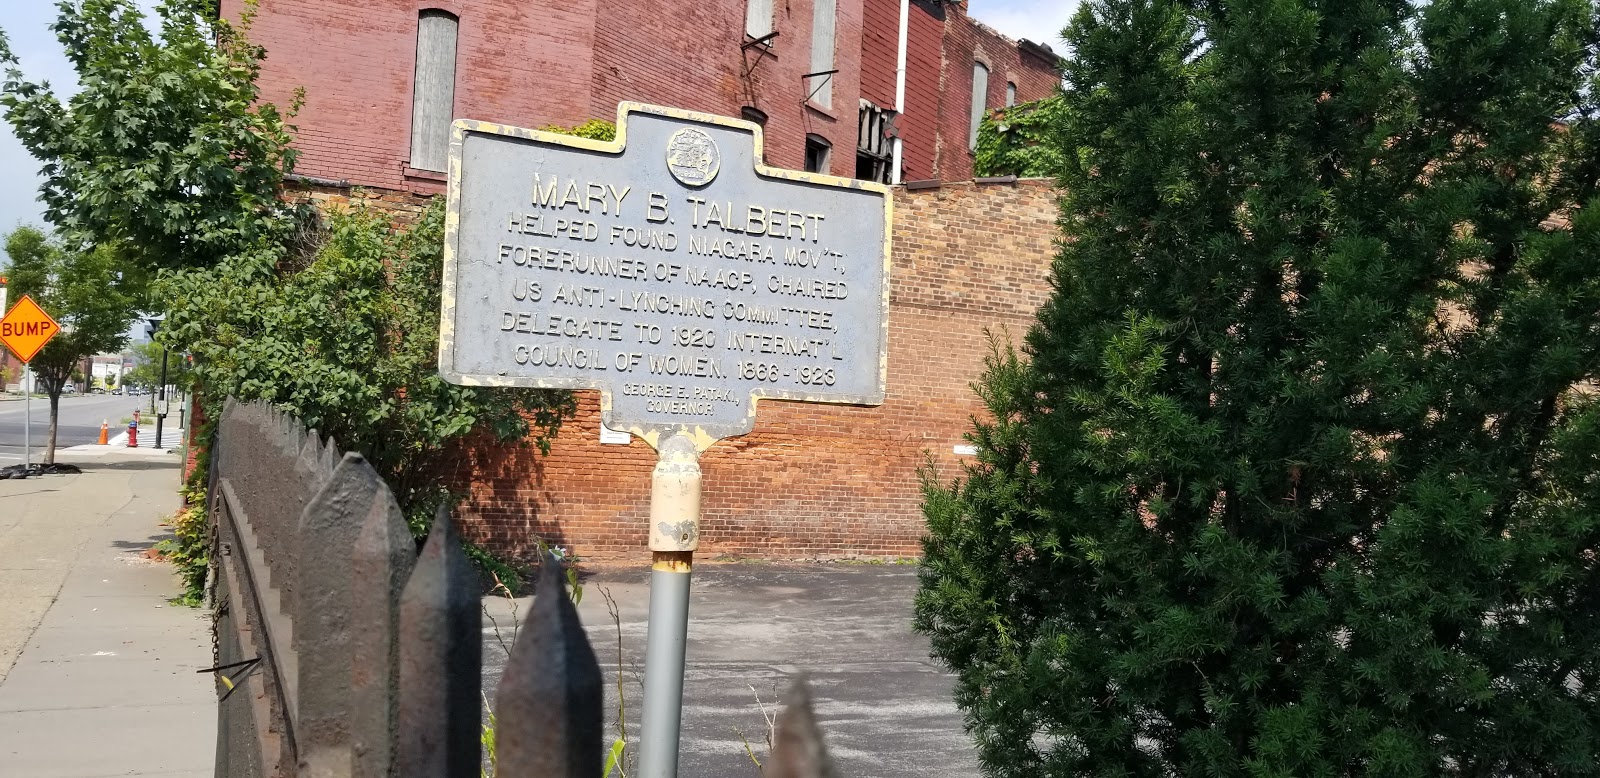 MARY B. TALBERT
HELPED FOUND NIAGARA MOV'T,
FORERUNNER OF NAACP, CHAIRED
US ANTI-LYNCHING COMMITTEE,
DELEGATE TO 1920 INTERNAT'L
COUNCIL OF WOMEN. 1866-1923
GEORGE E. PATAKI,
GOVERNOR
BUMP